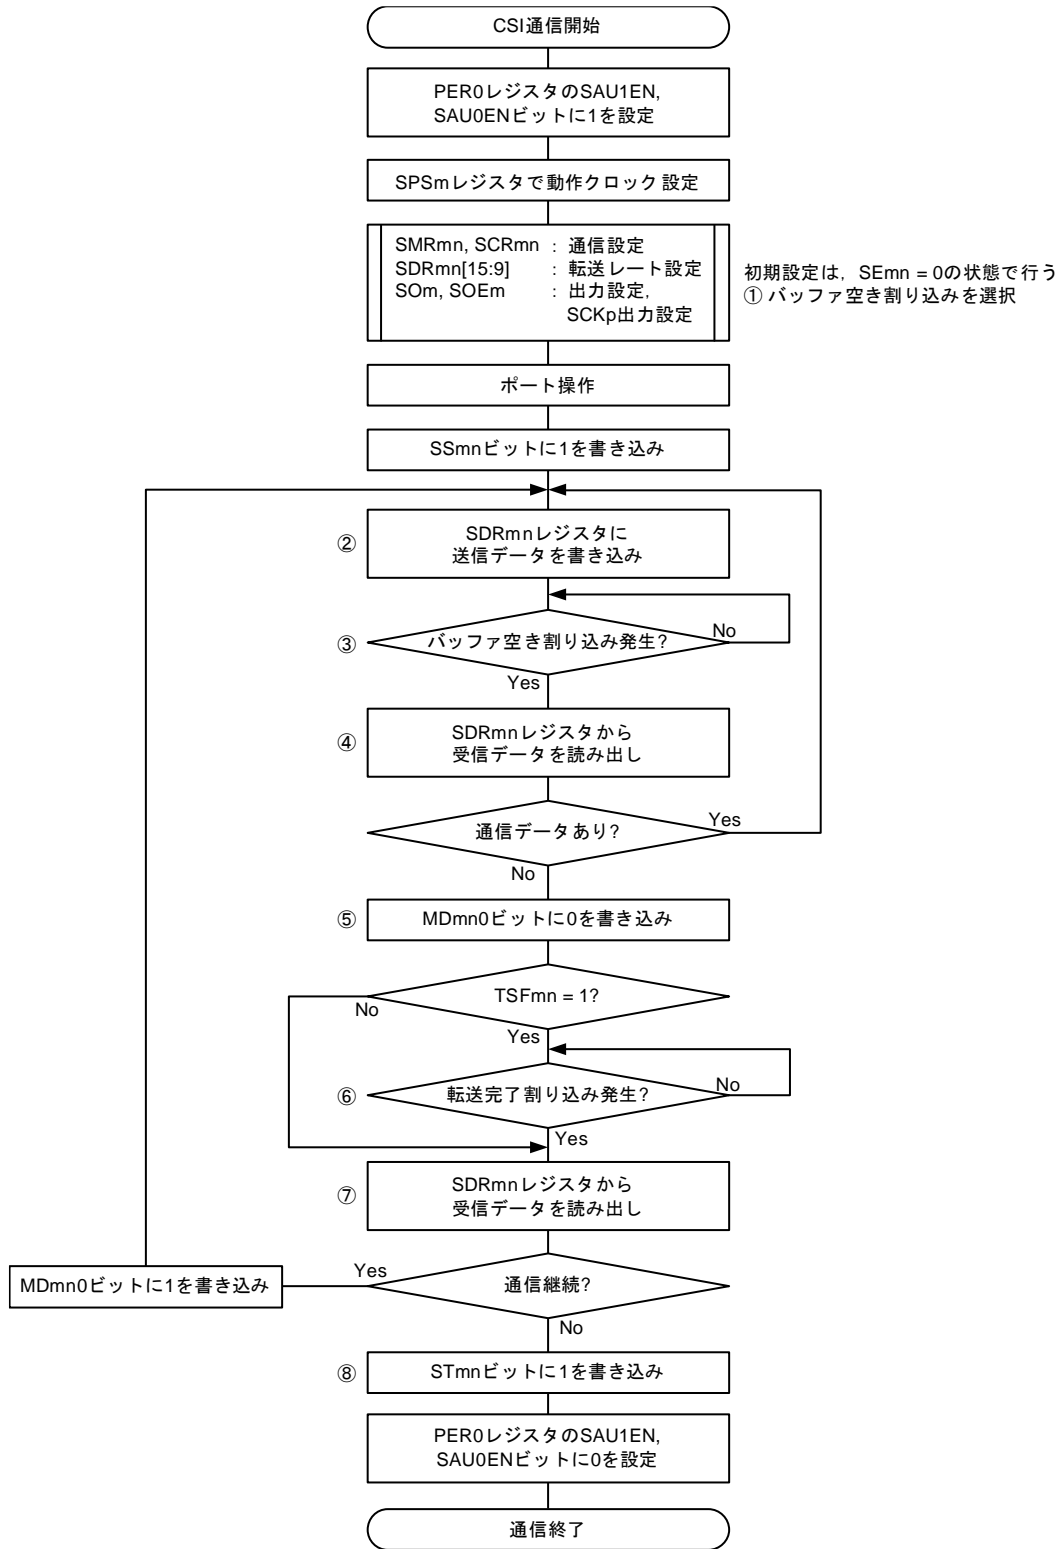 CSI通信開始
PER0レジスタのSAU1EN,
SAU0ENビットに1を設定
SPSmレジスタで動作クロック設定
SMRmn, SCRmn : 通信設定
SDRmn[15:9] : 転送レート設定
SOm, SOEm : 出力設定,
SCKp出力設定
初期設定は, SEmn = 0の状態で行う
① バッファ空き割り込みを選択
ポート操作
SSmnビットに1を書き込み
② SDRmnレジスタに
送信データを書き込み
③ バッファ空き割り込み発生?
No
Yes
④ SDRmnレジスタから
受信データを読み出し
通信データあり?
Yes
No
⑤ MDmn0ビットに0を書き込み
TSFmn = 1?
No
Yes
⑥ 転送完了割り込み発生?
No
Yes
⑦ SDRmnレジスタから
受信データを読み出し
通信継続?
Yes
MDmn0ビットに1を書き込み
No
⑧ STmnビットに1を書き込み
PER0レジスタのSAU1EN,
SAU0ENビットに0を設定
通信終了